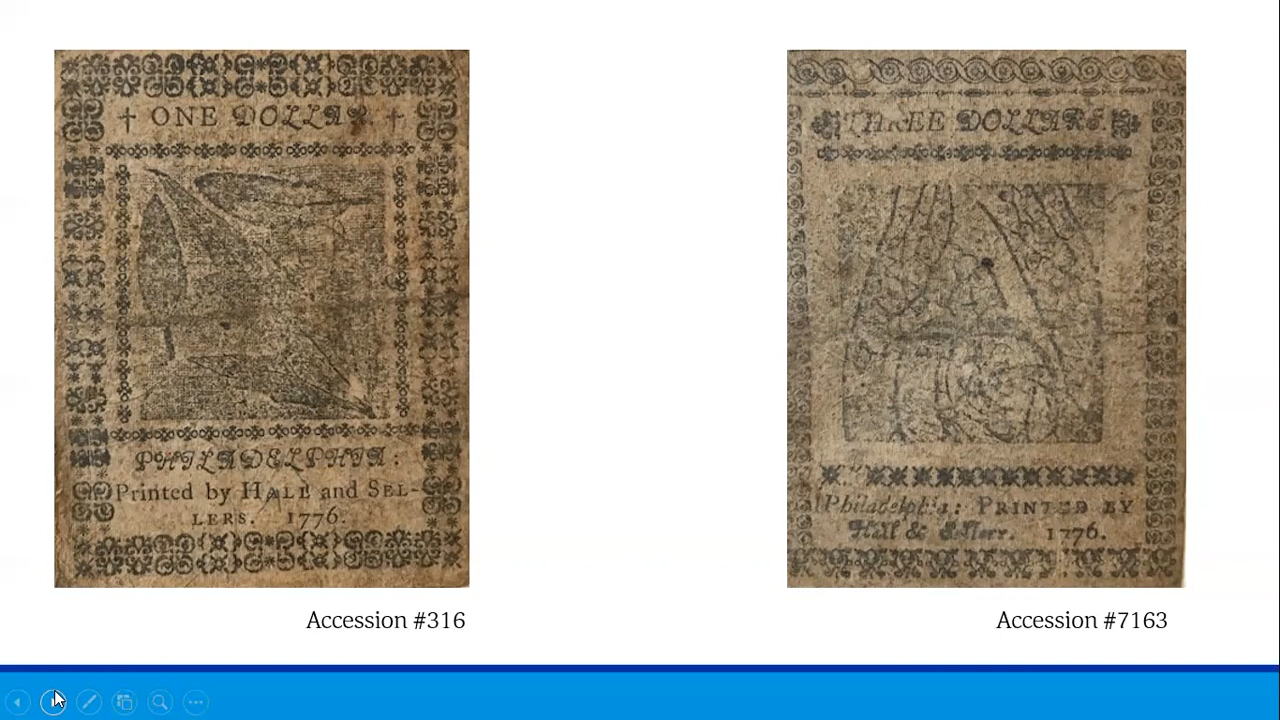 † ONE DOLLAR. †
PHILADELPHIA:
Printed by HALL and SEL-
LERS. 1776.
Accession #316
THREE DOLLARS.
Philadelphia: PRINTED BY
Hall & Sellers. 1776.
Accession #7163